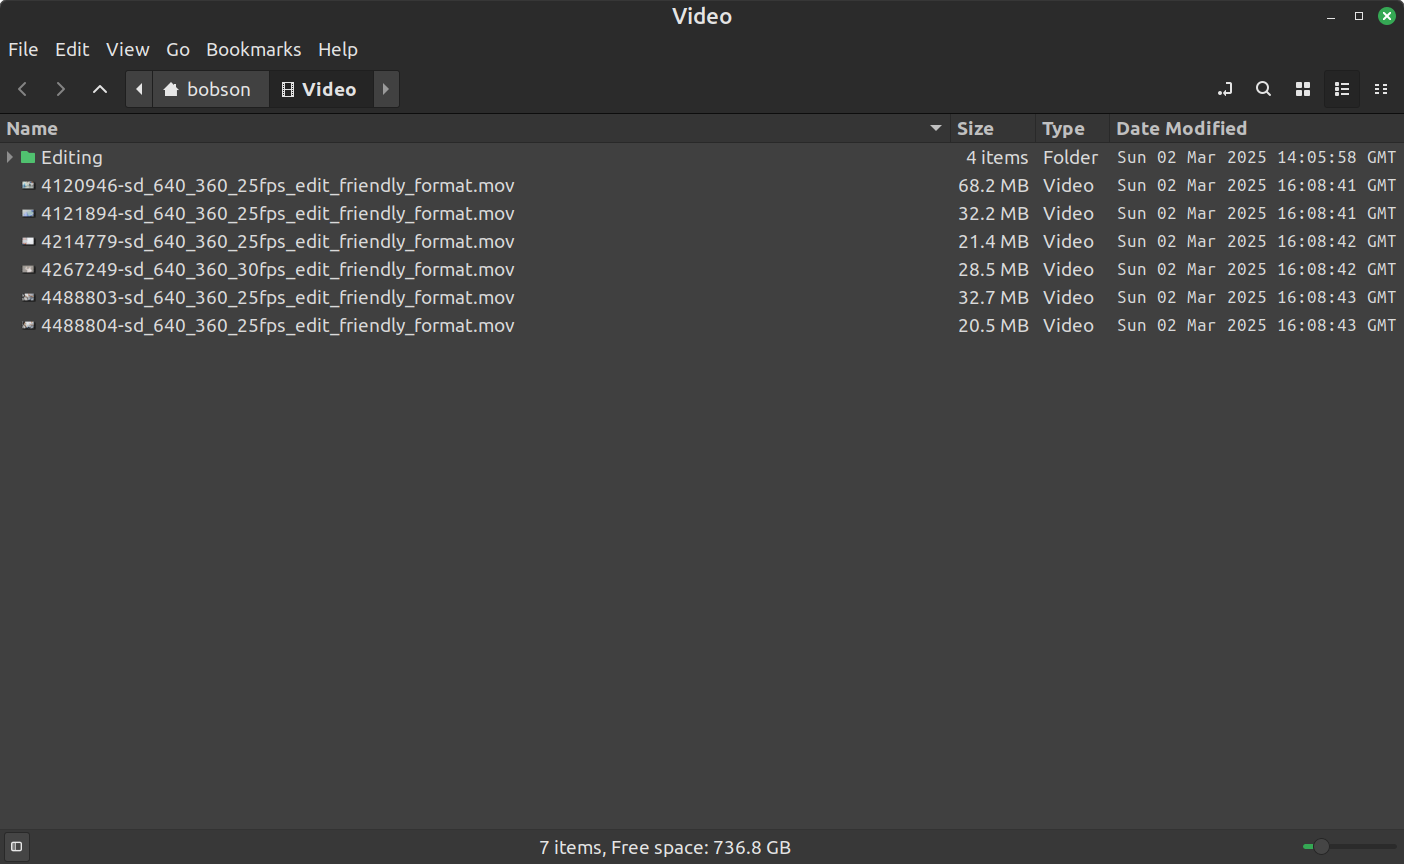 Video
File Edit View Go Bookmarks Help
bobson Video
Name Size Type Date Modified
Editing 4 items Folder Sun 02 Mar 2025 14:05:58 GMT
4120946-sd_640_360_25fps_edit_friendly_format.mov 68.2 MB Video Sun 02 Mar 2025 16:08:41 GMT
4121894-sd_640_360_25fps_edit_friendly_format.mov 32.2 MB Video Sun 02 Mar 2025 16:08:41 GMT
4214779-sd_640_360_25fps_edit_friendly_format.mov 21.4 MB Video Sun 02 Mar 2025 16:08:42 GMT
4267249-sd_640_360_30fps_edit_friendly_format.mov 28.5 MB Video Sun 02 Mar 2025 16:08:42 GMT
4488803-sd_640_360_25fps_edit_friendly_format.mov 32.7 MB Video Sun 02 Mar 2025 16:08:43 GMT
4488804-sd_640_360_25fps_edit_friendly_format.mov 20.5 MB Video Sun 02 Mar 2025 16:08:43 GMT
7 items, Free space: 736.8 GB